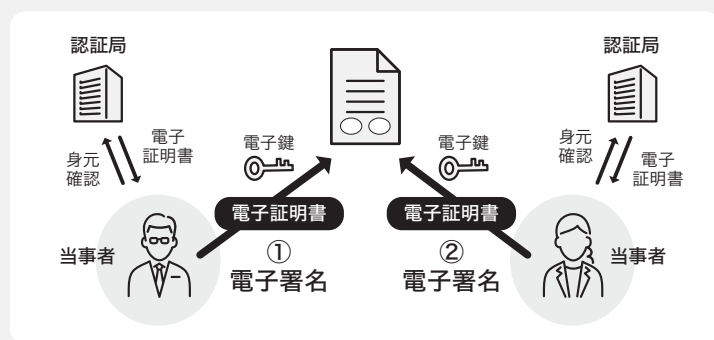 認証局
認証局
身元
確認
電子
証明書
電子鍵
電子鍵
身元
確認
電子
証明書
当事者
電子証明書
電子証明書
当事者
①
電子署名
②
電子署名